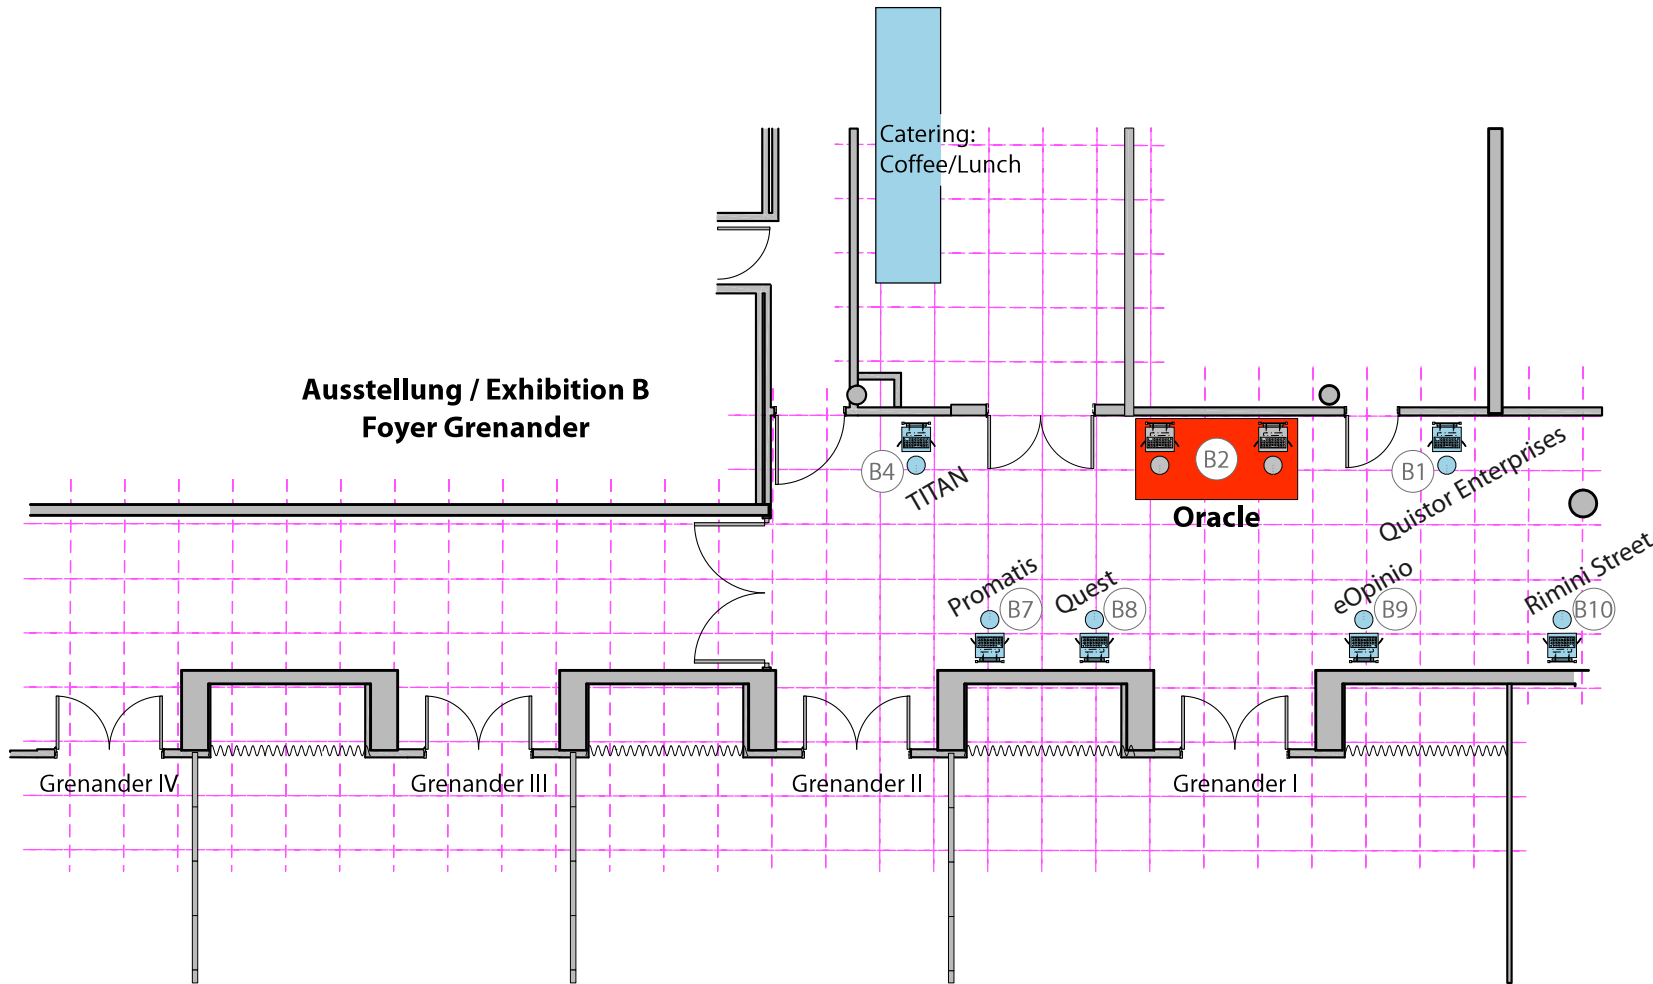 Catering:
Coffee/Lunch
Ausstellung / Exhibition B
Foyer Grenander
B4
TITAN
B2
Oracle
B1
Quistor Enterprises
Promatis
B7
Quest
B8
eOpinio
B9
Rimini Street
B10
Grenander IV
Grenander III
Grenander II
Grenander I